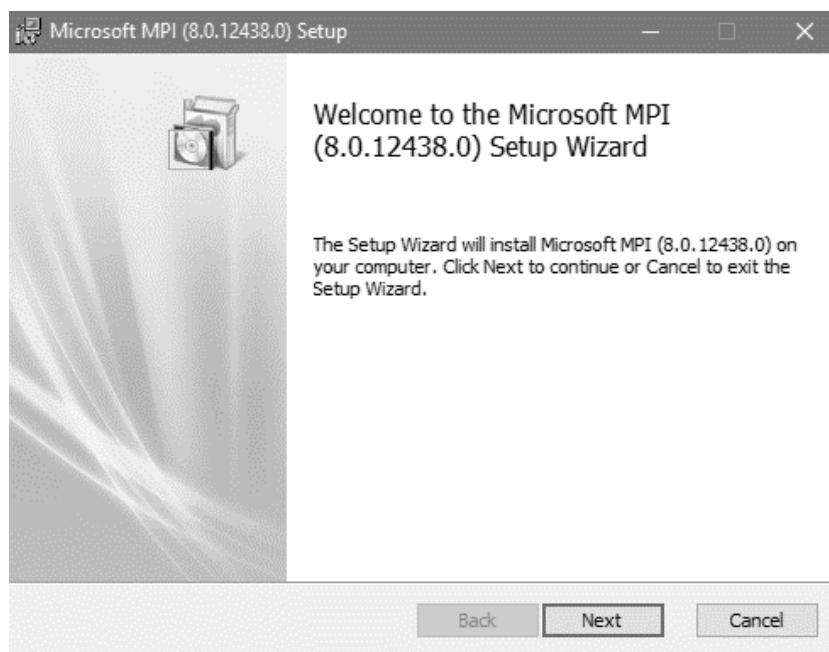 Microsoft MPI (8.0.12438.0) Setup
Welcome to the Microsoft MPI
(8.0.12438.0) Setup Wizard
The Setup Wizard will install Microsoft MPI (8.0.12438.0) on
your computer. Click Next to continue or Cancel to exit the
Setup Wizard.
Back Next Cancel